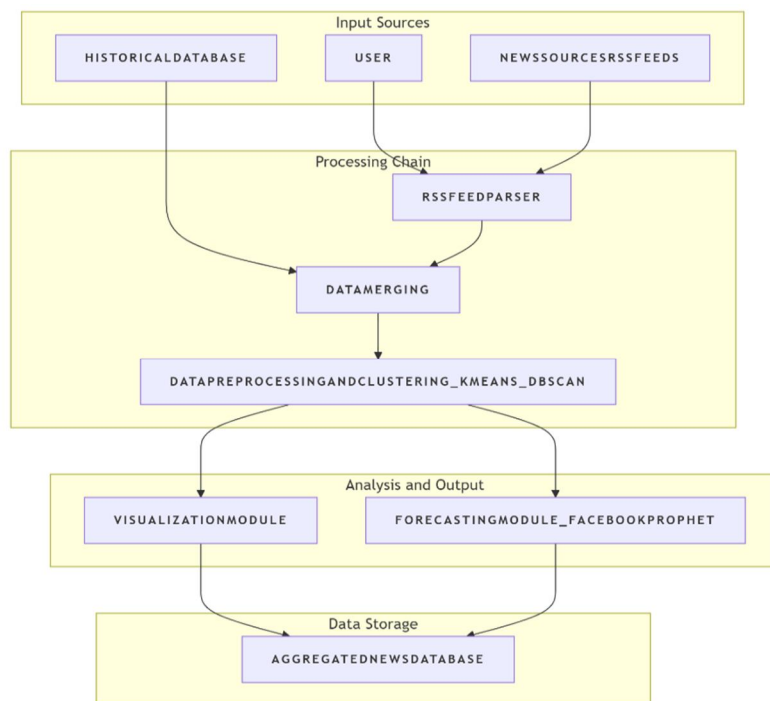 Input Sources
HISTORICALDATABASE
USER
NEWSSOURCESRSSFEEDS
Processing Chain
RSSFEEDPARSER
DATAMERGING
DATAPREPROCESSINGANDCLUSTERING_KMEANS_DBSCAN
Analysis and Output
VISUALIZATIONMODULE
FORECASTINGMODULE_FACEBOOKPROPHET
Data Storage
AGGREGATEDNEWSDATABASE